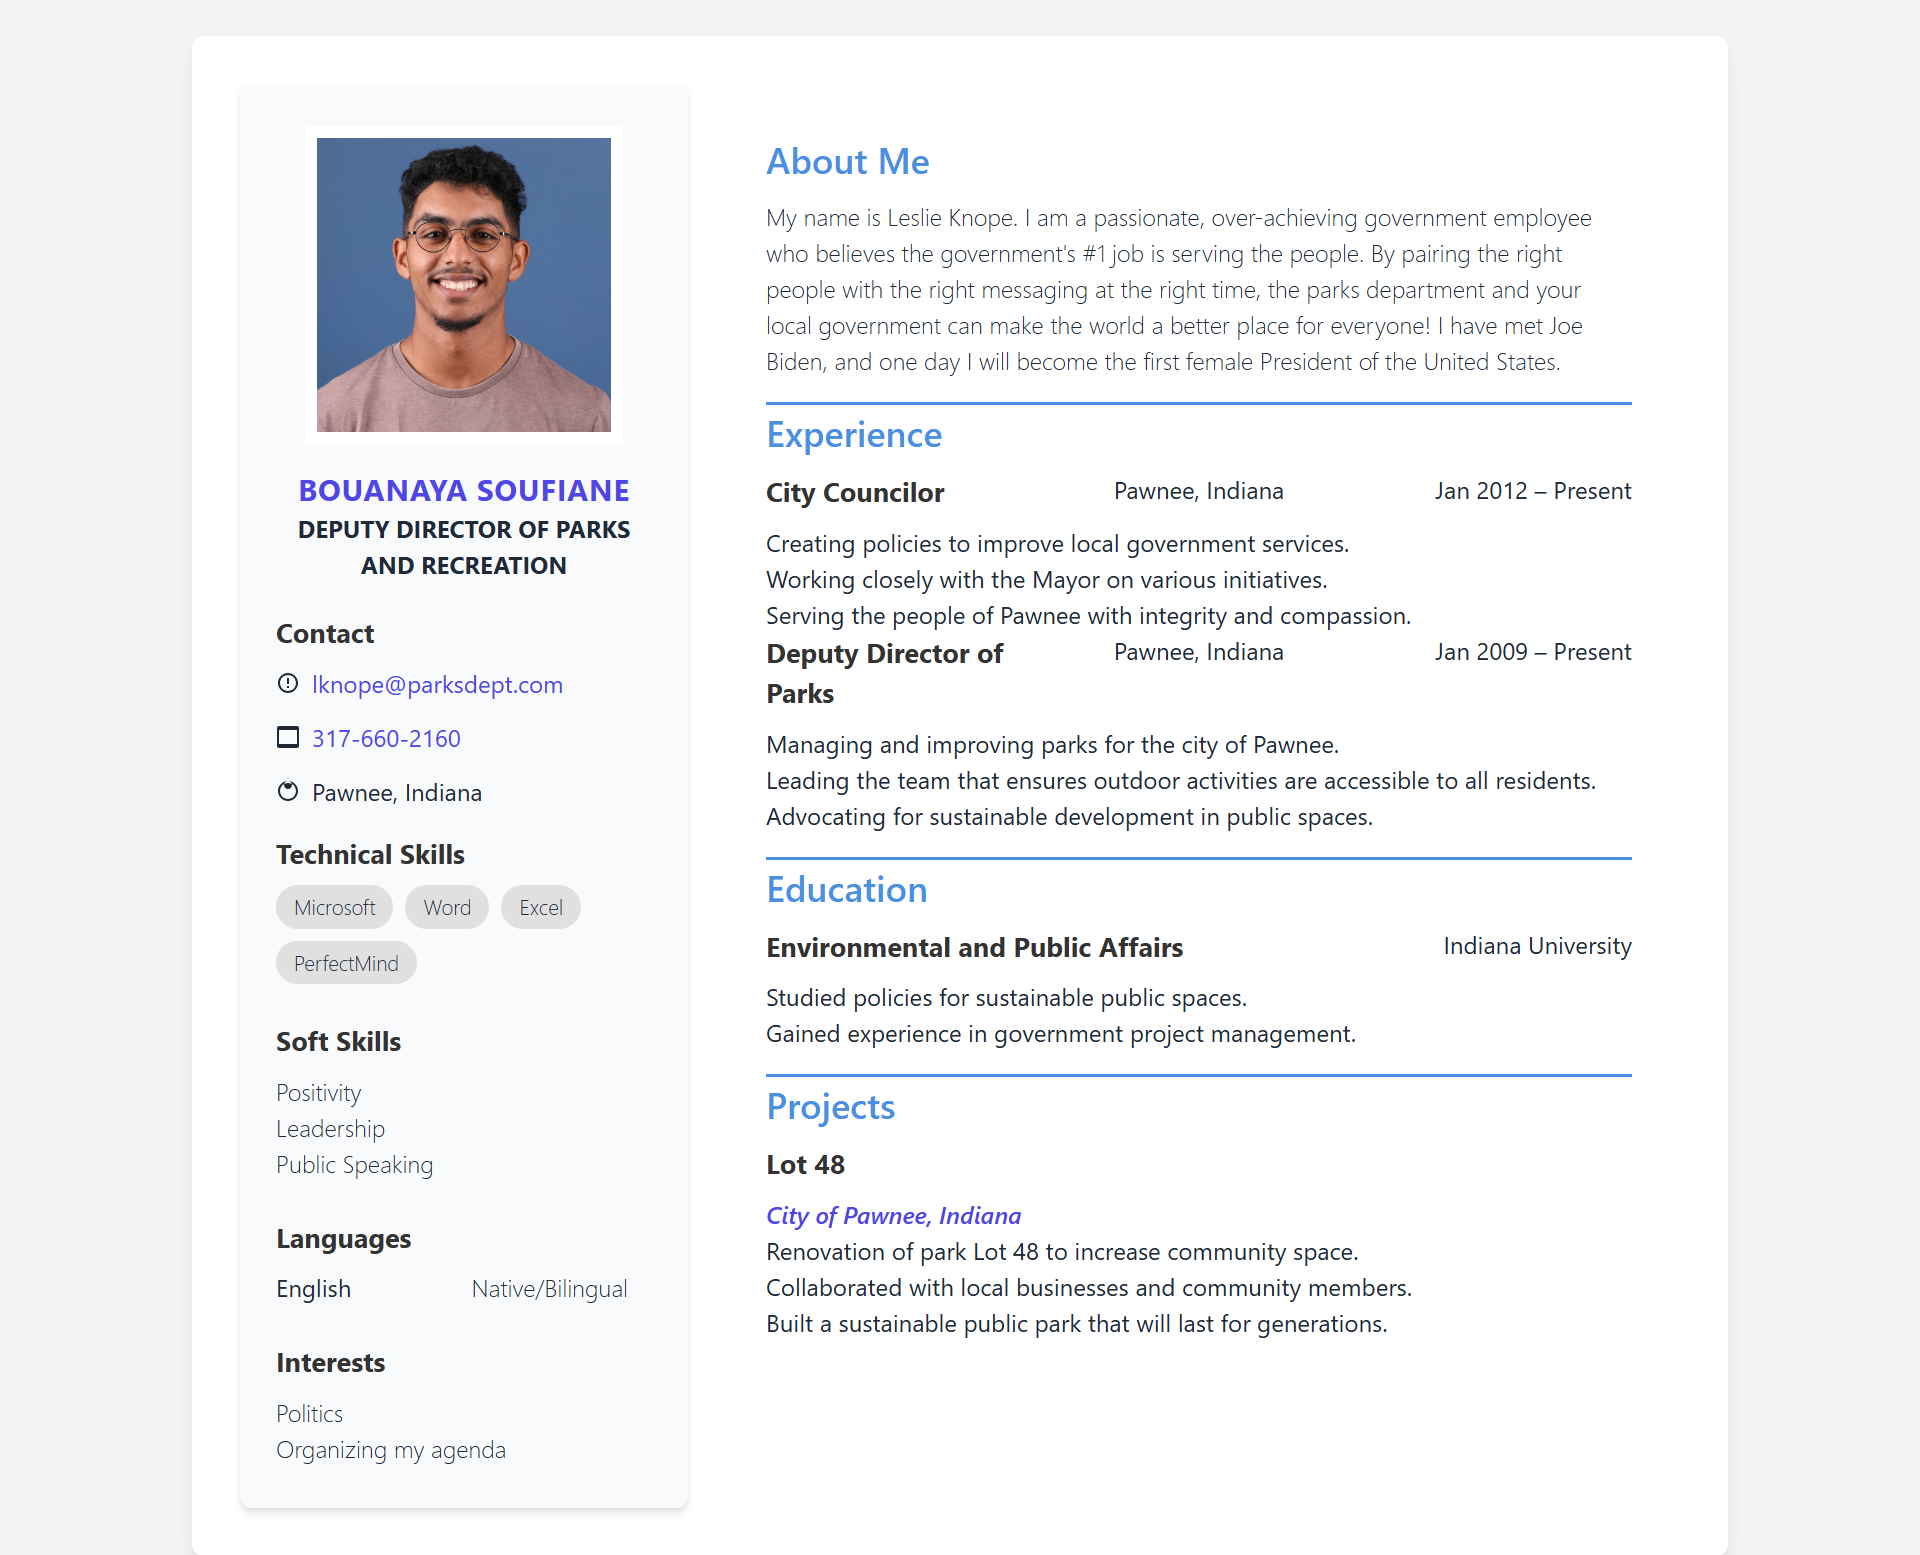 BOUANAYA SOUFIANE
DEPUTY DIRECTOR OF PARKS
AND RECREATION
Contact
lknope@parksdept.com
317-660-2160
Pawnee, Indiana
Technical Skills
Microsoft Word Excel
PerfectMind
Soft Skills
Positivity
Leadership
Public Speaking
Languages
English Native/Bilingual
Interests
Politics
Organizing my agenda
About Me
My name is Leslie Knope. I am a passionate, over-achieving government employee
who believes the government's #1 job is serving the people. By pairing the right
people with the right messaging at the right time, the parks department and your
local government can make the world a better place for everyone! I have met Joe
Biden, and one day I will become the first female President of the United States.
Experience
City Councilor Pawnee, Indiana Jan 2012 – Present
Creating policies to improve local government services.
Working closely with the Mayor on various initiatives.
Serving the people of Pawnee with integrity and compassion.
Deputy Director of Pawnee, Indiana Jan 2009 – Present
Parks
Managing and improving parks for the city of Pawnee.
Leading the team that ensures outdoor activities are accessible to all residents.
Advocating for sustainable development in public spaces.
Education
Environmental and Public Affairs Indiana University
Studied policies for sustainable public spaces.
Gained experience in government project management.
Projects
Lot 48
City of Pawnee, Indiana
Renovation of park Lot 48 to increase community space.
Collaborated with local businesses and community members.
Built a sustainable public park that will last for generations.